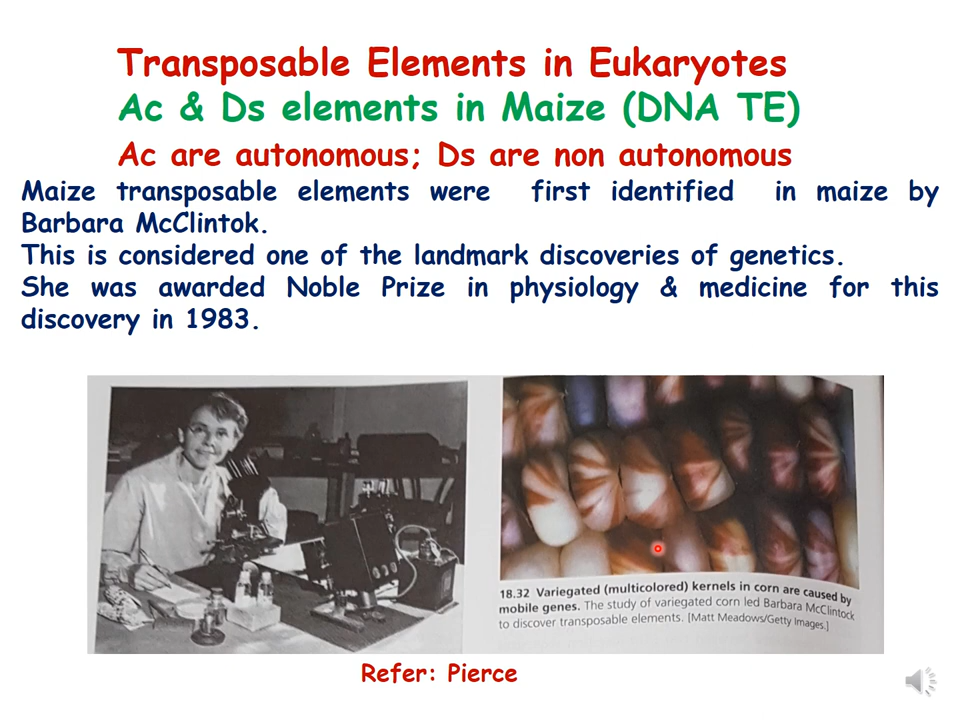 Transposable Elements in Eukaryotes
Ac & Ds elements in Maize (DNA TE)
Ac are autonomous; Ds are non autonomous
Maize transposable elements were first identified in maize by
Barbara McClintok.
This is considered one of the landmark discoveries of genetics.
She was awarded Noble Prize in physiology & medicine for this
discovery in 1983.
18.32 Variegated (multicolored) kernels in corn are caused by
mobile genes. The study of variegated corn led Barbara McClintock
to discover transposable elements. [Matt Meadows/Getty Images.]
Refer: Pierce